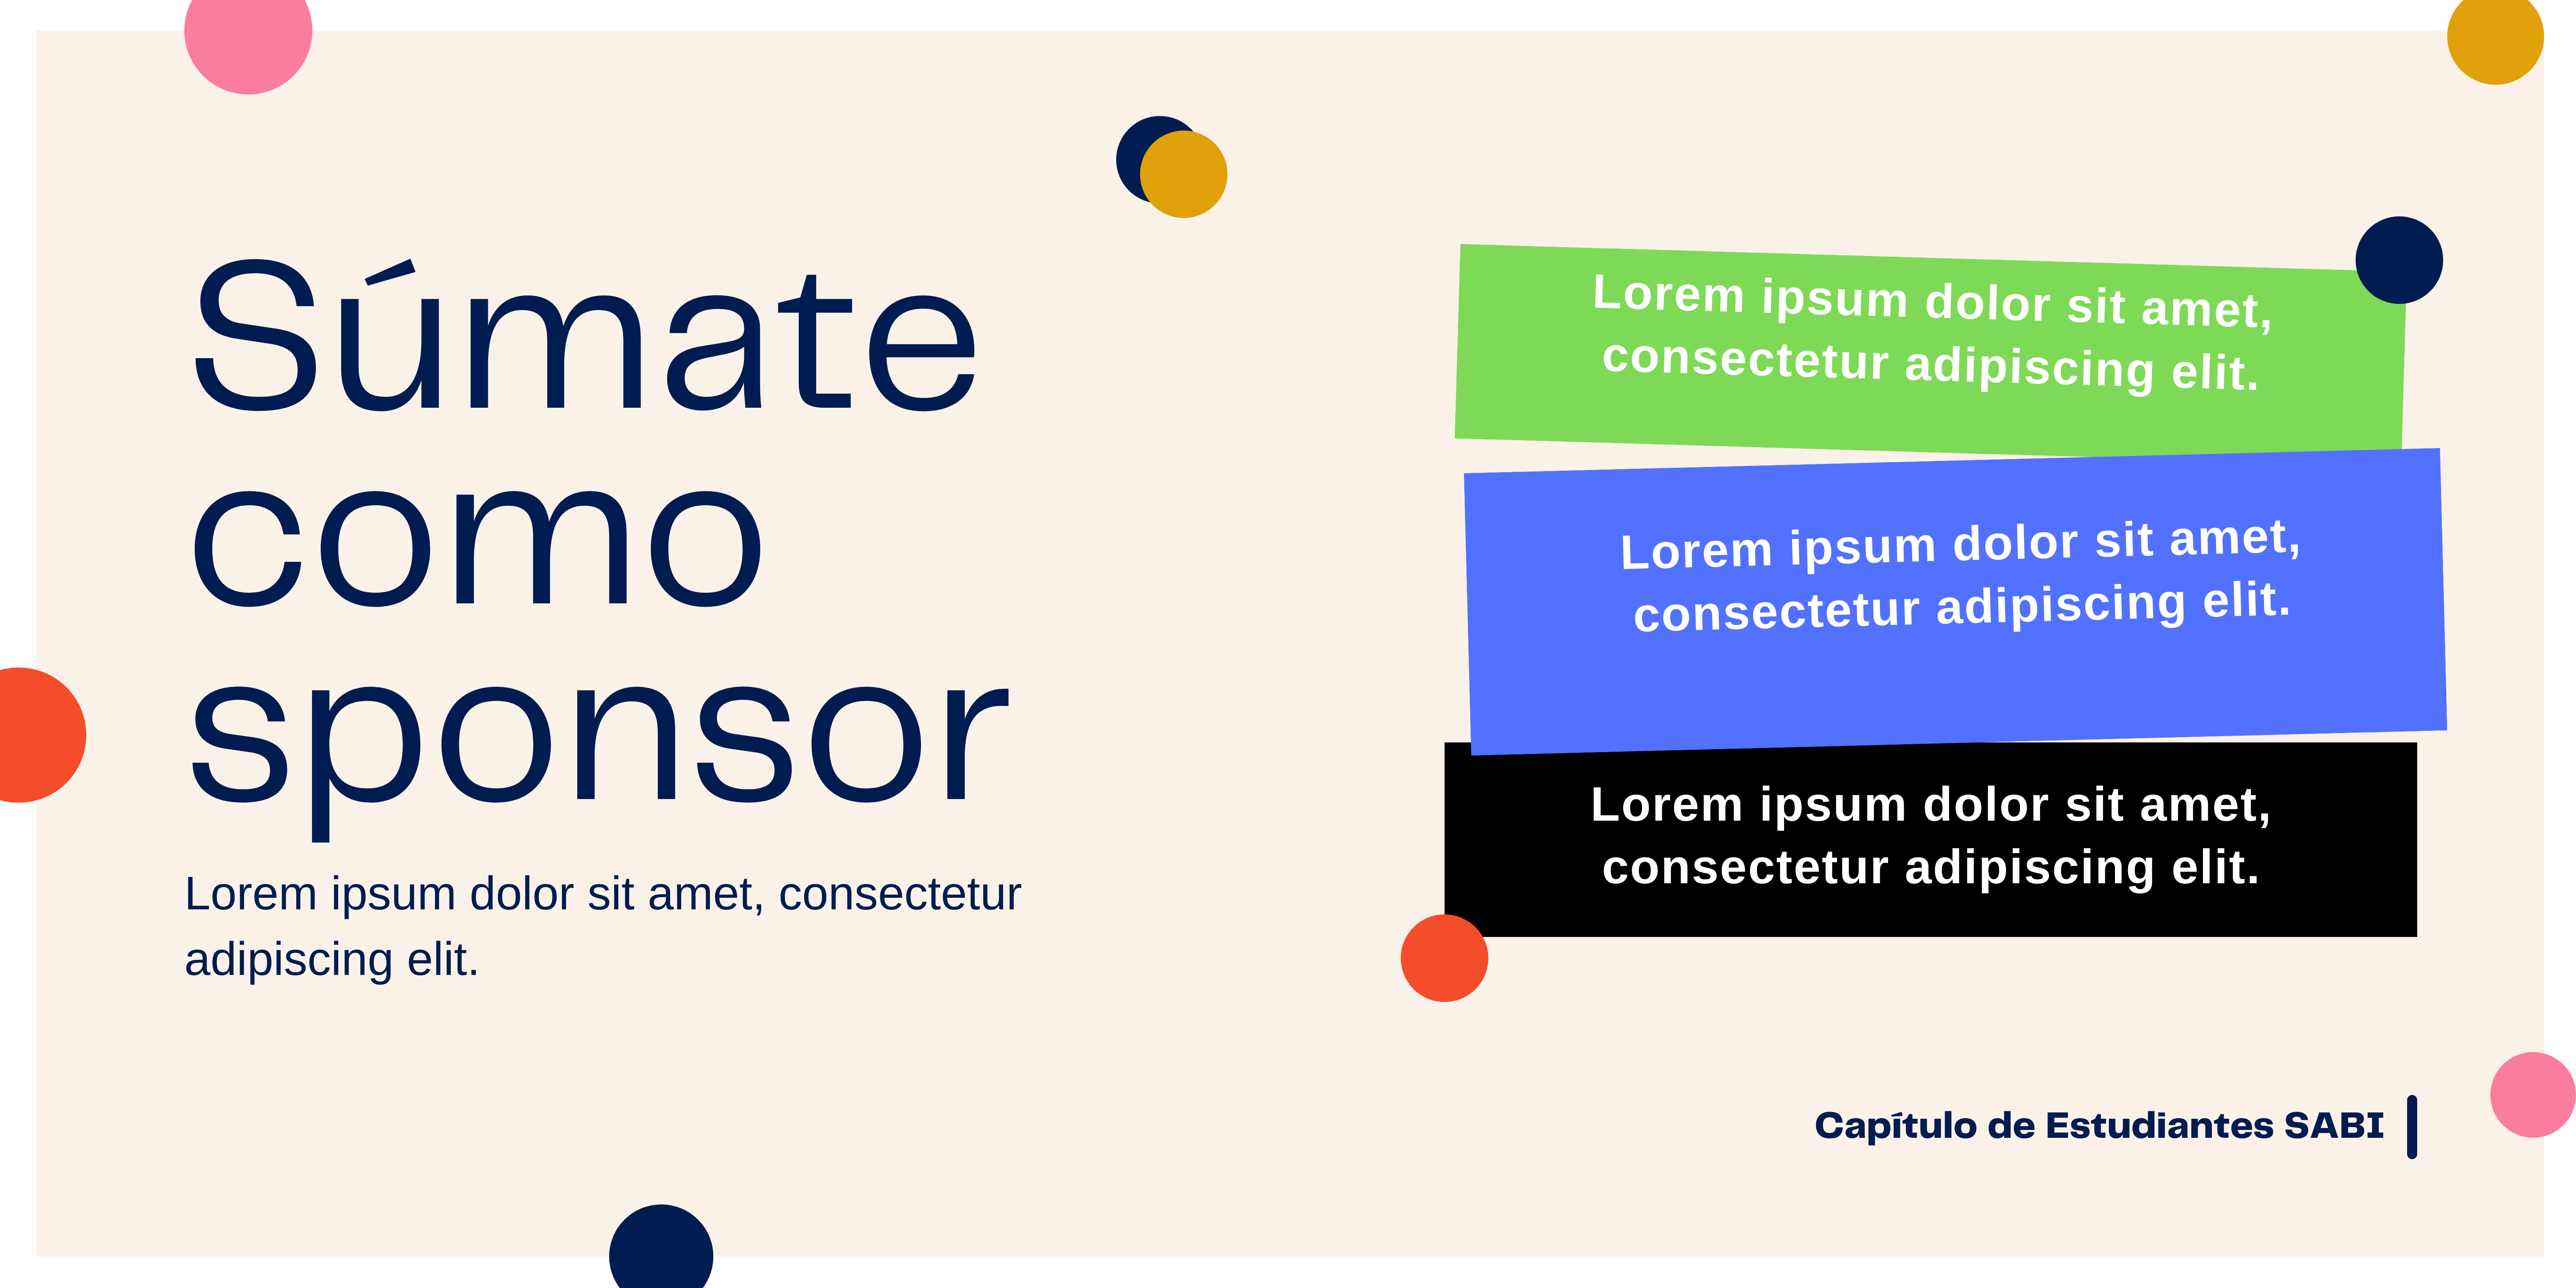 Súmate
como
sponsor
Lorem ipsum dolor sit amet, consectetur
adipiscing elit.
Lorem ipsum dolor sit amet,
consectetur adipiscing elit.
Lorem ipsum dolor sit amet,
consectetur adipiscing elit.
Lorem ipsum dolor sit amet,
consectetur adipiscing elit.
Capítulo de Estudiantes SABI